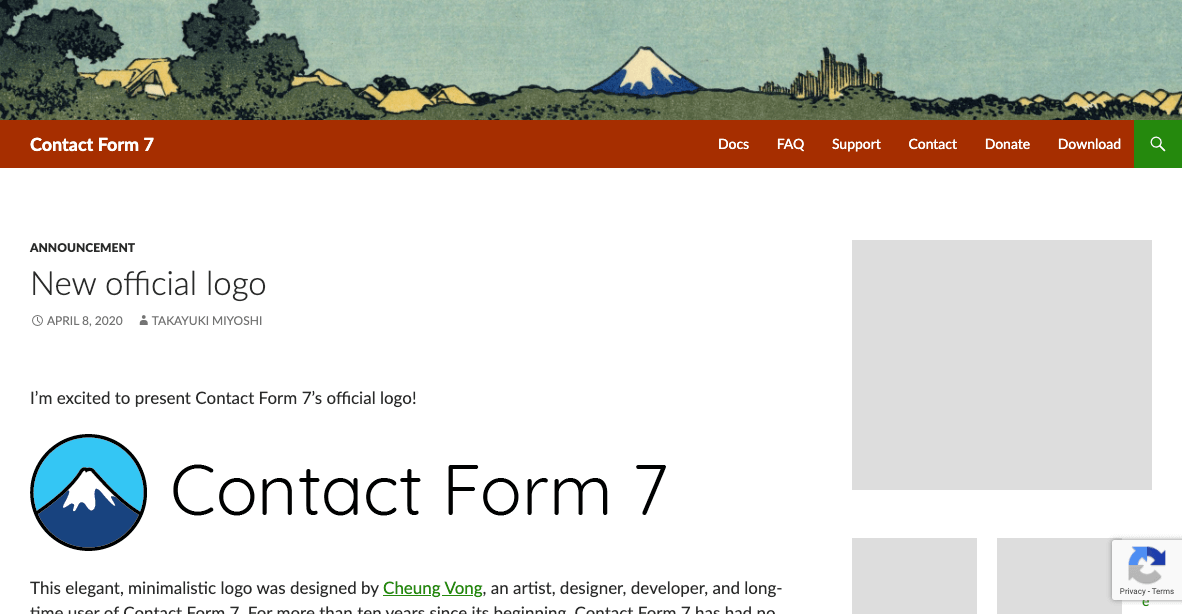 Contact Form 7
Docs FAQ Support Contact Donate Download
ANNOUNCEMENT
New official logo
APRIL 8, 2020 TAKAYUKI MIYOSHI
I’m excited to present Contact Form 7’s official logo!
Contact Form 7
This elegant, minimalistic logo was designed by Cheung Vong, an artist, designer, developer, and long-
time user of Contact Form 7. For more than ten years since its beginning, Contact Form 7 has had no
Privacy - Terms
e